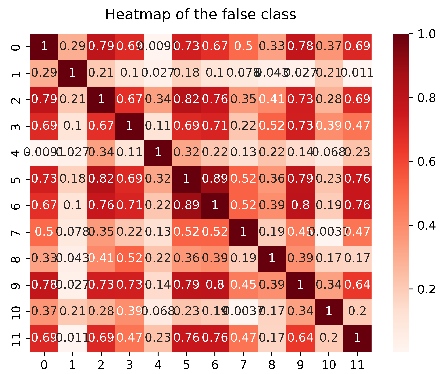 Heatmap of the false class
0 1 0.29 0.79 0.69 0.73 0.67 0.5 0.33 0.78 0.37 0.69
1 0.29 1 0.21 0.1 0.027 0.18 0.1 0.078 0.043 0.027 0.21 0.011
2 0.79 0.21 1 0.67 0.34 0.82 0.76 0.35 0.41 0.73 0.28 0.69
3 0.69 0.1 0.67 1 0.11 0.69 0.71 0.22 0.52 0.73 0.39 0.47
4 0.027 0.34 0.11 1 0.32 0.22 0.13 0.22 0.14 0.068 0.23
5 0.73 0.18 0.82 0.69 0.32 1 0.89 0.52 0.36 0.79 0.23 0.76
6 0.67 0.1 0.76 0.71 0.22 0.89 1 0.52 0.39 0.8 0.19 0.76
7 0.5 0.078 0.35 0.22 0.13 0.52 0.52 1 0.19 0.45 0.0037 0.47
8 0.33 0.043 0.41 0.52 0.22 0.36 0.39 0.19 1 0.39 0.17 0.17
9 0.78 0.027 0.73 0.73 0.14 0.79 0.8 0.45 0.39 1 0.34 0.64
10 0.37 0.21 0.28 0.39 0.068 0.23 0.19 0.0037 0.17 0.34 1 0.2
11 0.69 0.011 0.69 0.47 0.23 0.76 0.76 0.47 0.17 0.64 0.2 1
0 1 2 3 4 5 6 7 8 9 10 11
1.0
0.8
0.6
0.4
0.2